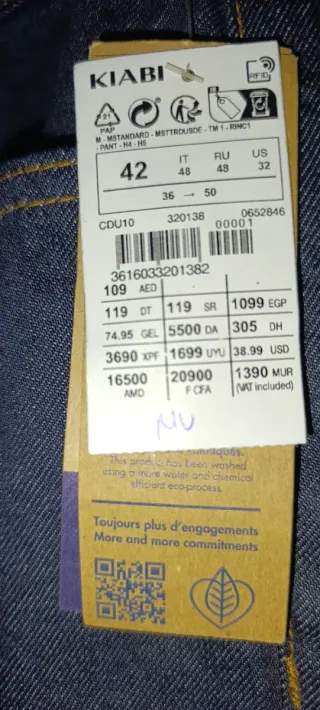 KIABI
RFID
21
PAP
FR
M - MSTANDARD - MSTTROUSDE - TM 1 - RINC1
- PANT - H4 - H5
42 IT 48 RU 48 US 32
36 → 50
CDU10 320138 0652846
00001
3616033201382
109 AED
119 DT 119 SR 1099 EGP
74.95 GEL 5500 DA 305 DH
3690 XPF 1699 UYU 38.99 USD
16500 AMD 20900 F CFA 1390 MUR (VAT included)
This product has been washed
using a more water and chemical
efficient eco-process.
Toujours plus d'engagements
More and more commitments